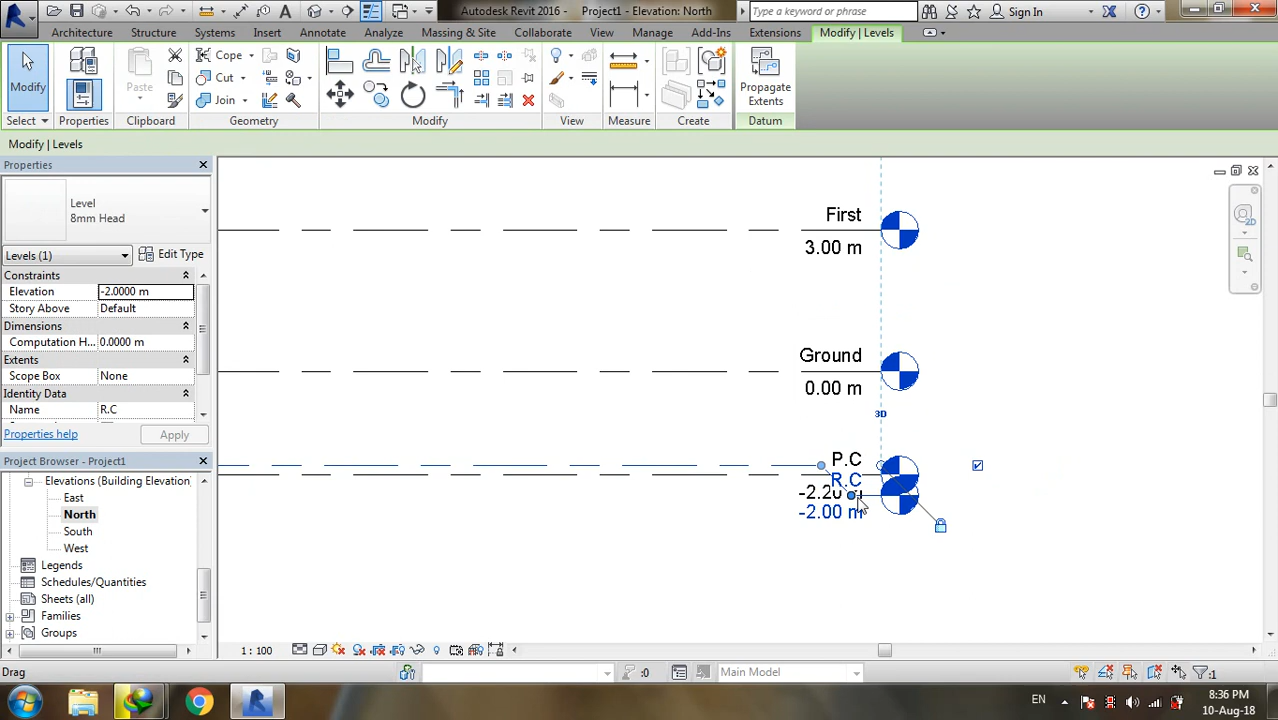 Autodesk Revit 2016 - Project1 - Elevation: North
Type a keyword or phrase
Sign In
Architecture Structure Systems Insert Annotate Analyze Massing & Site Collaborate View Manage Add-Ins Extensions Modify | Levels
Modify
Paste
Cope
Cut
Join
Propagate
Extents
Select Properties Clipboard Geometry Modify View Measure Create Datum
Modify | Levels
Properties
Level
8mm Head
Levels (1)
Edit Type
Constraints
Elevation -2.0000 m
Story Above Default
Dimensions
Computation H... 0.0000 m
Extents
Scope Box None
Identity Data
Name R.C
Properties help
Apply
Project Browser - Project1
Elevations (Building Elevation
East
North
South
West
Legends
Schedules/Quantities
Sheets (all)
Families
Groups
First
3.00 m
Ground
0.00 m
3D
P.C
R.C
-2.20 m
-2.00 m
1 : 100
Drag
:0
Main Model
:1
EN
8:36 PM
10-Aug-18